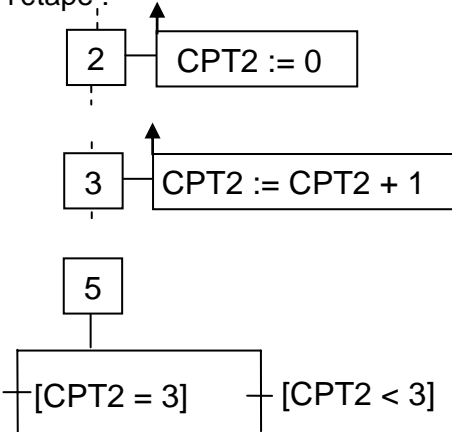 l'étape :
2 CPT2 := 0
3 CPT2 := CPT2 + 1
5
[CPT2 = 3] [CPT2 < 3]